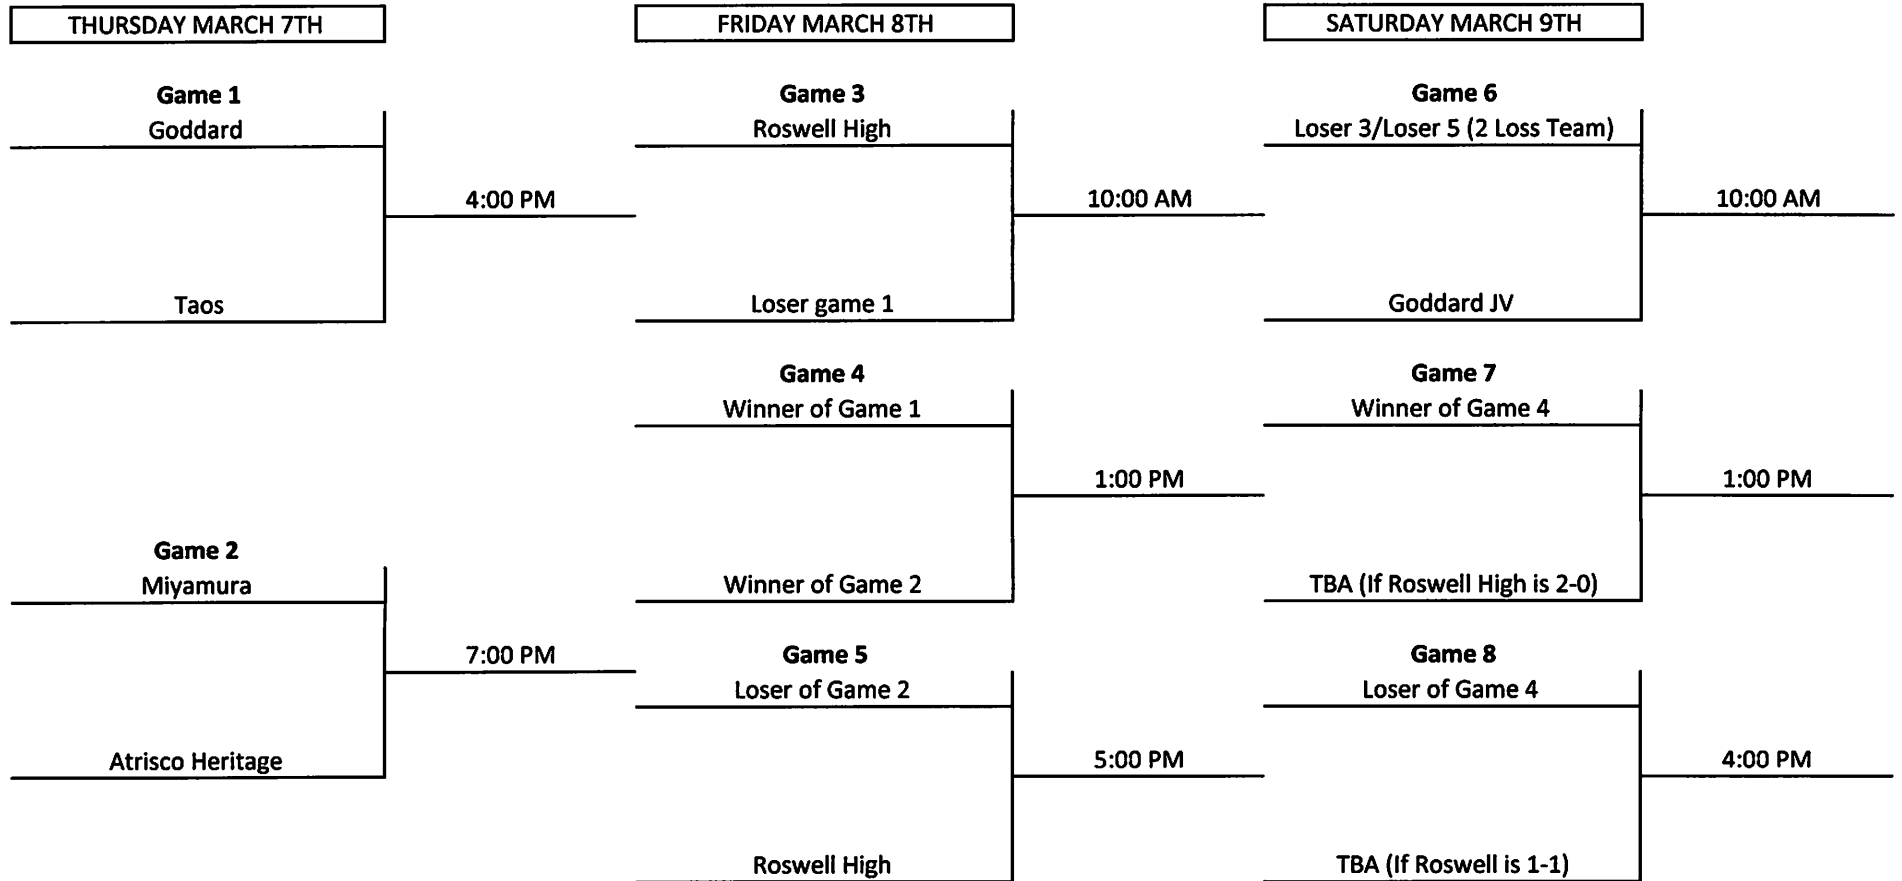 THURSDAY MARCH 7TH
Game 1
Goddard
4:00 PM
Taos
Game 2
Miyamura
7:00 PM
Atrisco Heritage
FRIDAY MARCH 8TH
Game 3
Roswell High
10:00 AM
Loser game 1
Game 4
Winner of Game 1
1:00 PM
Winner of Game 2
Game 5
Loser of Game 2
5:00 PM
Roswell High
SATURDAY MARCH 9TH
Game 6
Loser 3/Loser 5 (2 Loss Team)
10:00 AM
Goddard JV
Game 7
Winner of Game 4
1:00 PM
TBA (If Roswell High is 2-0)
Game 8
Loser of Game 4
4:00 PM
TBA (If Roswell is 1-1)